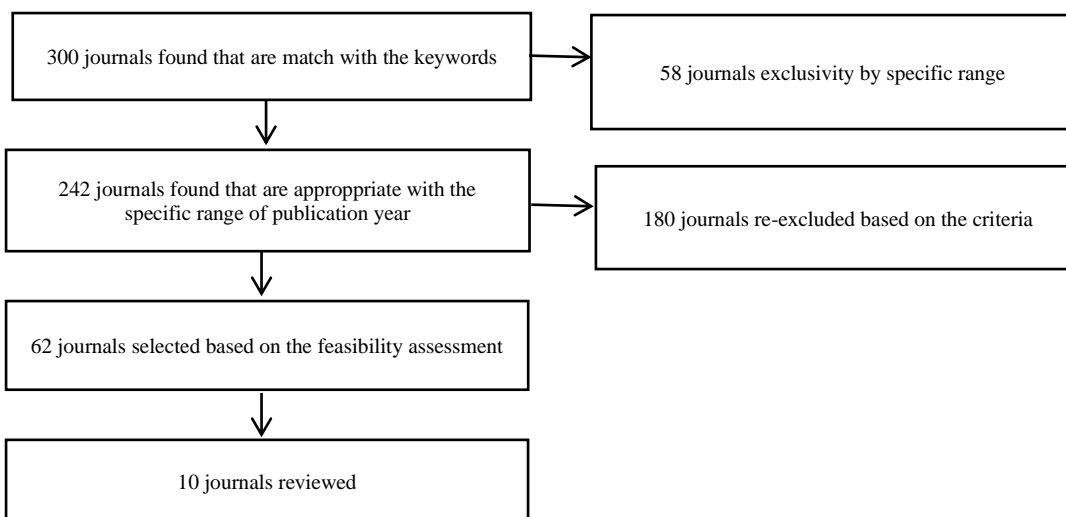 300 journals found that are match with the keywords
58 journals exclusivity by specific range
242 journals found that are approppriate with the
specific range of publication year
180 journals re-excluded based on the criteria
62 journals selected based on the feasibility assessment
10 journals reviewed